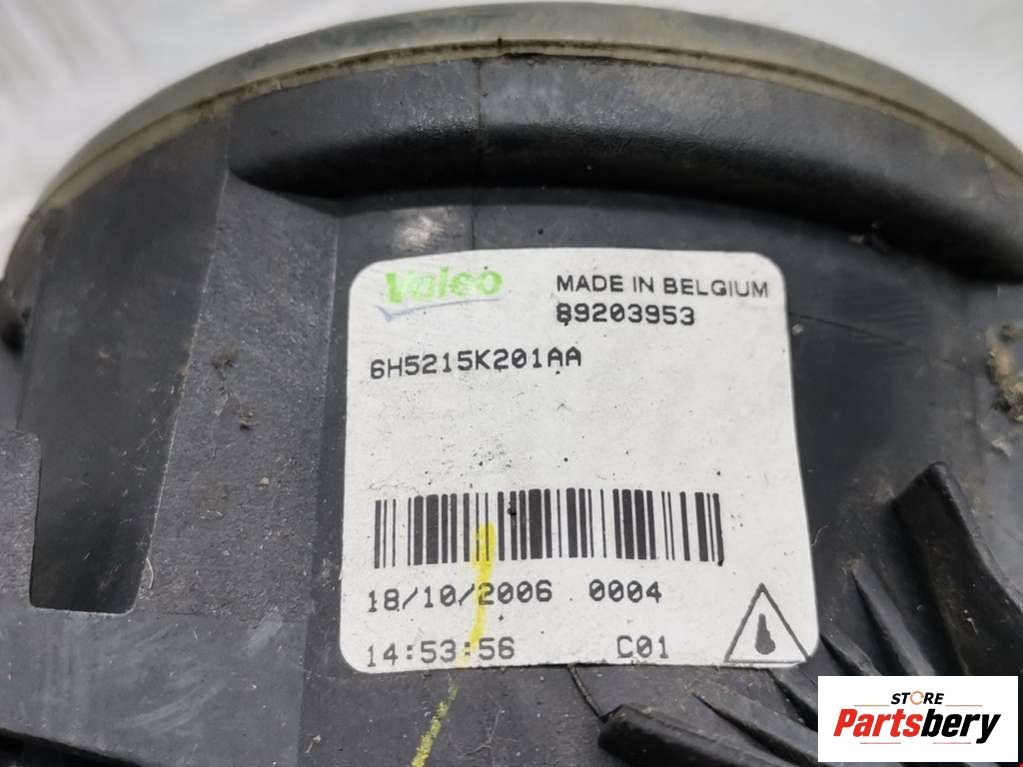 Valeo
MADE IN BELGIUM
89203953
6H5215K201AA
18/10/2006 0004
14:53:56 C01
STORE
Partsbery